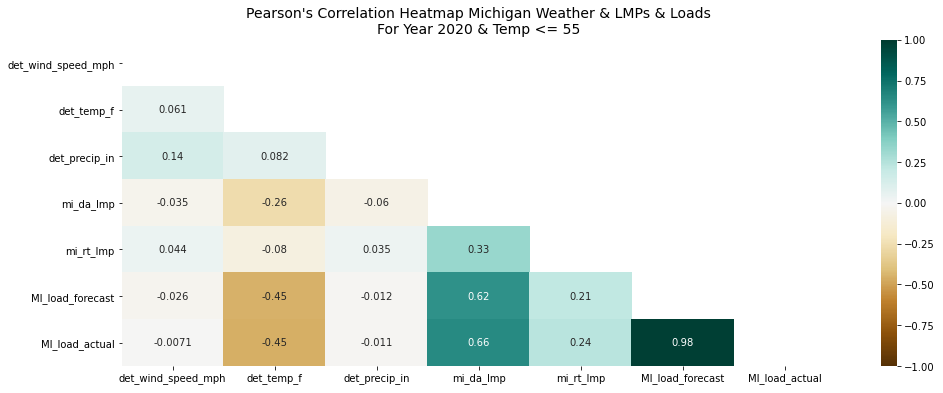 Pearson's Correlation Heatmap Michigan Weather & LMPs & Loads
For Year 2020 & Temp <= 55
det_wind_speed_mph
det_temp_f
0.061
det_precip_in
0.14
0.082
mi_da_lmp
-0.035
-0.26
-0.06
mi_rt_lmp
0.044
-0.08
0.035
0.33
MI_load_forecast
-0.026
-0.45
-0.012
0.62
0.21
MI_load_actual
-0.0071
-0.45
-0.011
0.66
0.24
0.98
det_wind_speed_mph
det_temp_f
det_precip_in
mi_da_lmp
mi_rt_lmp
MI_load_forecast
MI_load_actual
1.00
0.75
0.50
0.25
0.00
−0.25
−0.50
−0.75
−1.00